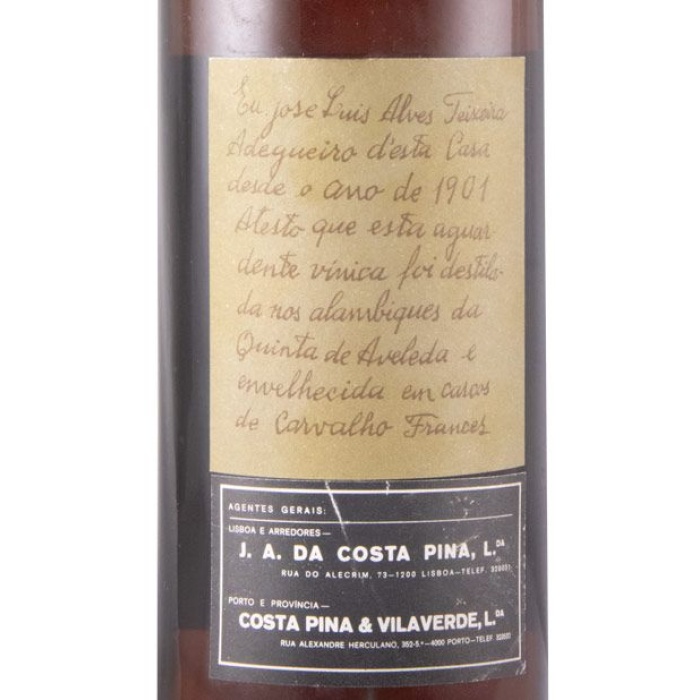 Eu, jose Luis Alves Teixeira
Adegueiro d'esta Casa
desde o ano de 1901
Atesto que esta aguar-
dente vínica foi destila-
da nos alambiques da
Quinta de Aveleda e
envelhecida em cascos
de Carvalho Frances
AGENTES GERAIS:
LISBOA E ARREDORES—
J. A. DA COSTA PINA, L.DA
RUA DO ALECRIM, 73-1200 LISBOA—TELEF.
PORTO E PROVÍNCIA—
COSTA PINA & VILAVERDE, L.DA
RUA ALEXANDRE HERCULANO, 352-5.º—4000 PORTO—TELEF.